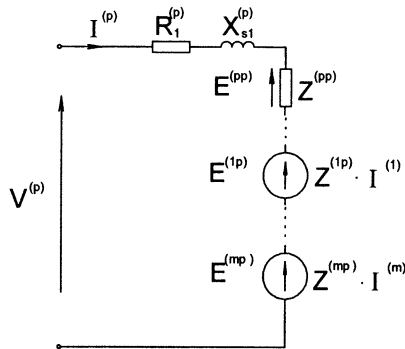 I^(p) R_1^(p) X_s1^(p)
E^(pp) Z^(pp)
E^(1p) Z^(1p) · I^(1)
V^(p)
E^(mp) Z^(mp) · I^(m)